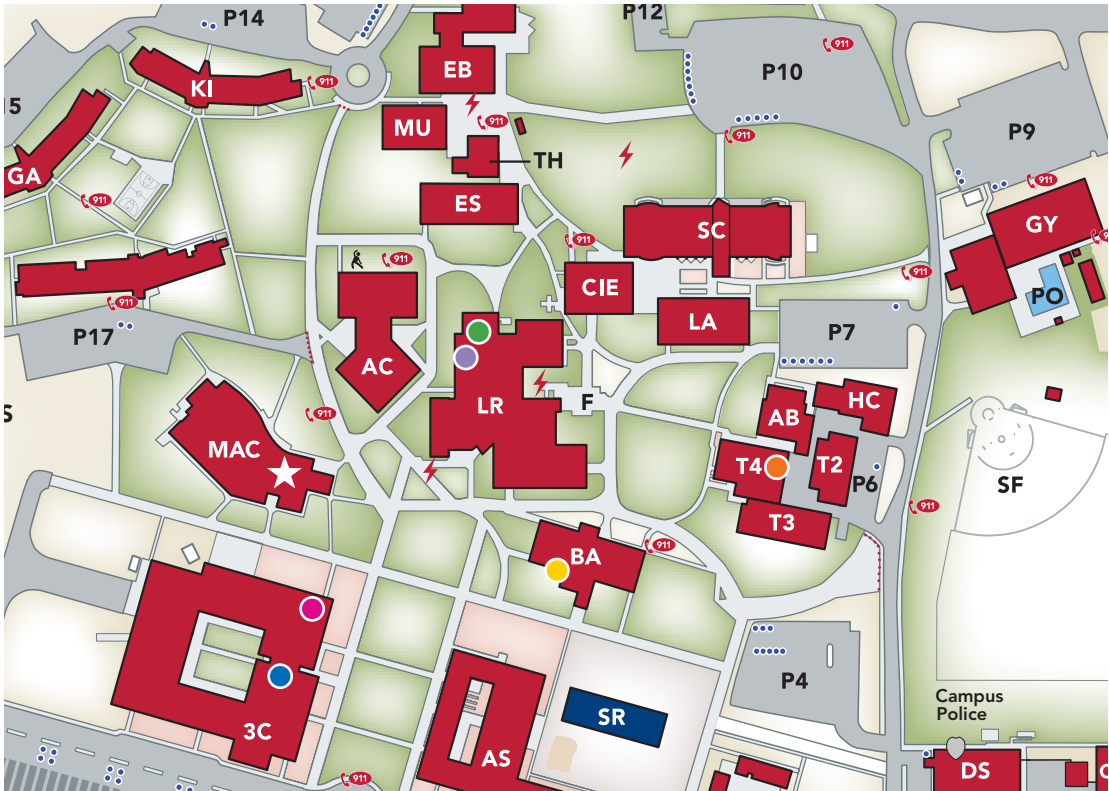 P14
P12
EB
911
P10
KI
911
15
MU
911
911
P9
TH
GA
911
911
ES
SC
GY
911
911
911
CIE
PO
911
LA
P7
P17
AC
HC
LR
F
AB
911
MAC
T4
T2
P6
SF
911
T3
BA
911
P4
Campus
Police
SR
3C
AS
DS
911